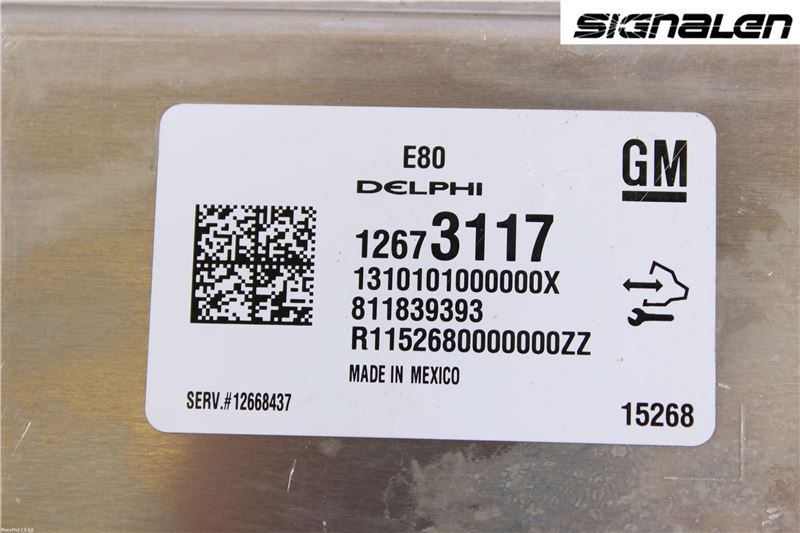 SIGNALEN
E80
GM
DELPHI
12673117
1310101000000X
811839393
R1152680000000ZZ
MADE IN MEXICO
SERV.#12668437
15268